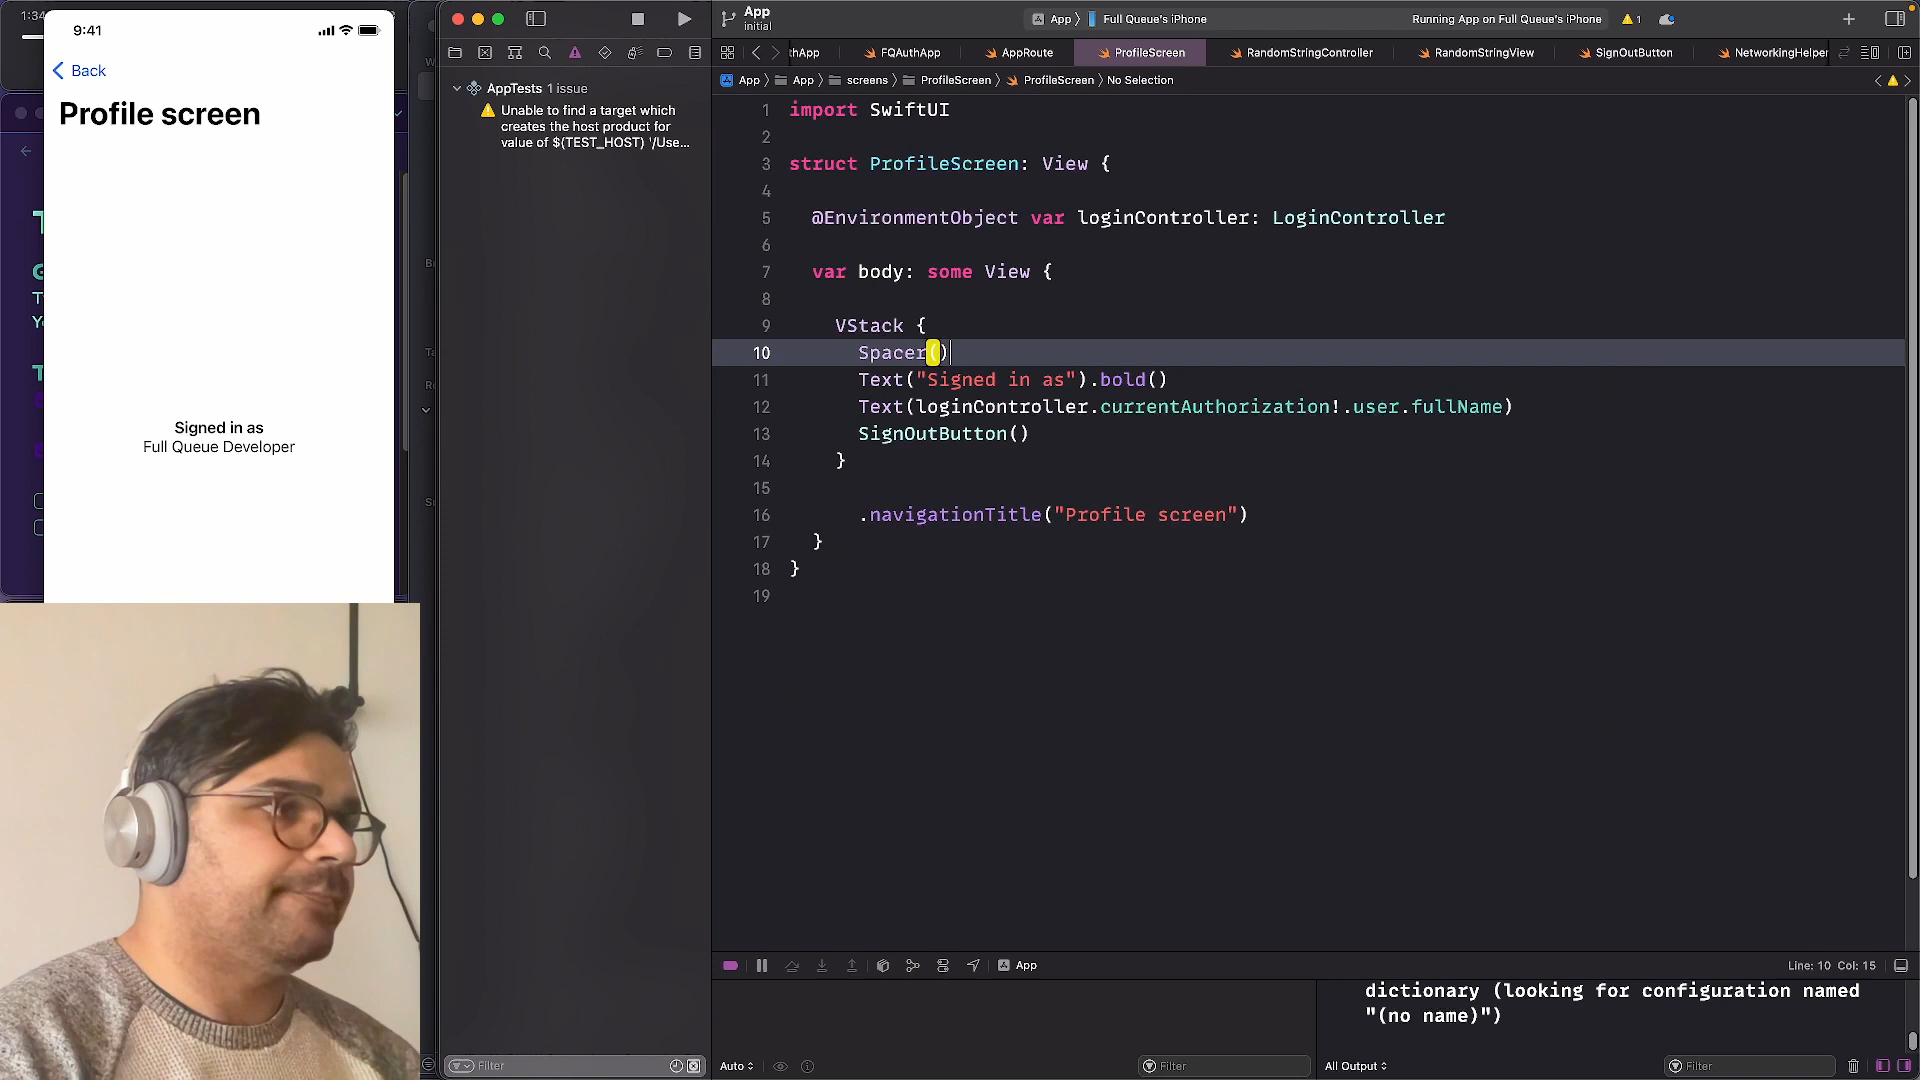 9:41
Back
Profile screen
Signed in as
Full Queue Developer
AppTests 1 issue
Unable to find a target which
creates the host product for
value of $(TEST_HOST) '/Use...
Filter
App
initial
App
Full Queue's iPhone
Running App on Full Queue's iPhone
1
thApp
FQAuthApp
AppRoute
ProfileScreen
RandomStringController
RandomStringView
SignOutButton
NetworkingHelper
App
App
screens
ProfileScreen
ProfileScreen
No Selection
1 import SwiftUI
2
3 struct ProfileScreen: View {
4
5 @EnvironmentObject var loginController: LoginController
6
7 var body: some View {
8
9 VStack {
10 Spacer()
11 Text("Signed in as").bold()
12 Text(loginController.currentAuthorization!.user.fullName)
13 SignOutButton()
14 }
15
16 .navigationTitle("Profile screen")
17 }
18 }
19
App
Line: 10 Col: 15
dictionary (looking for configuration named
"(no name)")
Auto
Filter
All Output
Filter